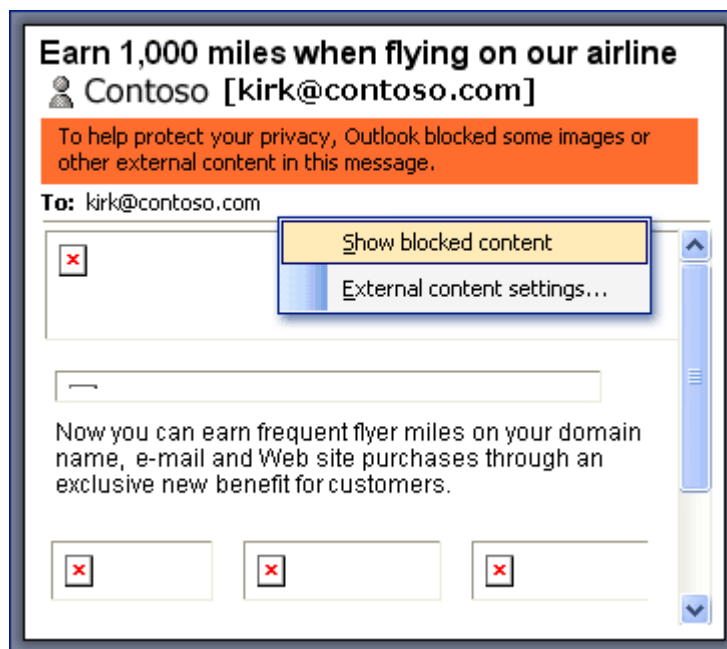 Earn 1,000 miles when flying on our airline
Contoso [kirk@contoso.com]
To help protect your privacy, Outlook blocked some images or
other external content in this message.
To: kirk@contoso.com
Show blocked content
External content settings...
Now you can earn frequent flyer miles on your domain
name, e-mail and Web site purchases through an
exclusive new benefit for customers.